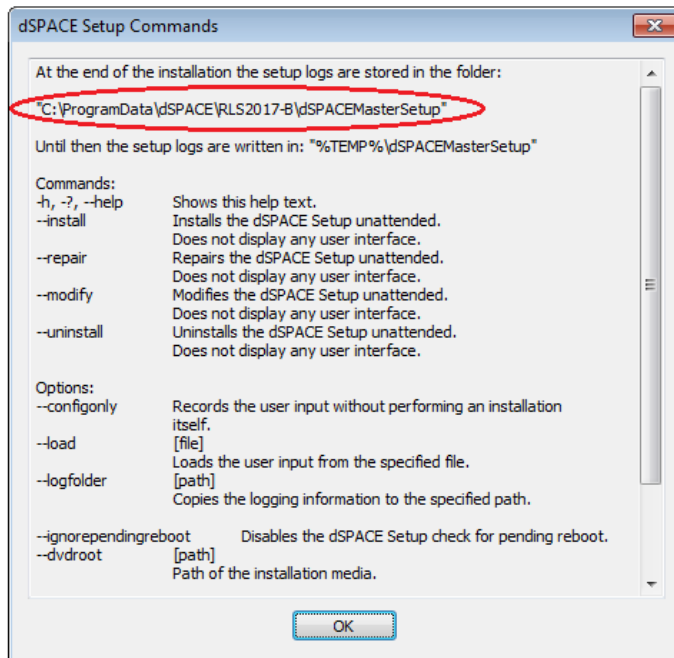 dSPACE Setup Commands
At the end of the installation the setup logs are stored in the folder:
"C:\ProgramData\dSPACE\RLS2017-B\dSPACEMasterSetup"
Until then the setup logs are written in: "%TEMP%\dSPACEMasterSetup"
Commands:
-h, -?, --help Shows this help text.
--install Installs the dSPACE Setup unattended.
Does not display any user interface.
--repair Repairs the dSPACE Setup unattended.
Does not display any user interface.
--modify Modifies the dSPACE Setup unattended.
Does not display any user interface.
--uninstall Uninstalls the dSPACE Setup unattended.
Does not display any user interface.
Options:
--configonly Records the user input without performing an installation
itself.
--load [file]
Loads the user input from the specified file.
--logfolder [path]
Copies the logging information to the specified path.
--ignorependingreboot Disables the dSPACE Setup check for pending reboot.
--dvdroot [path]
Path of the installation media.
OK